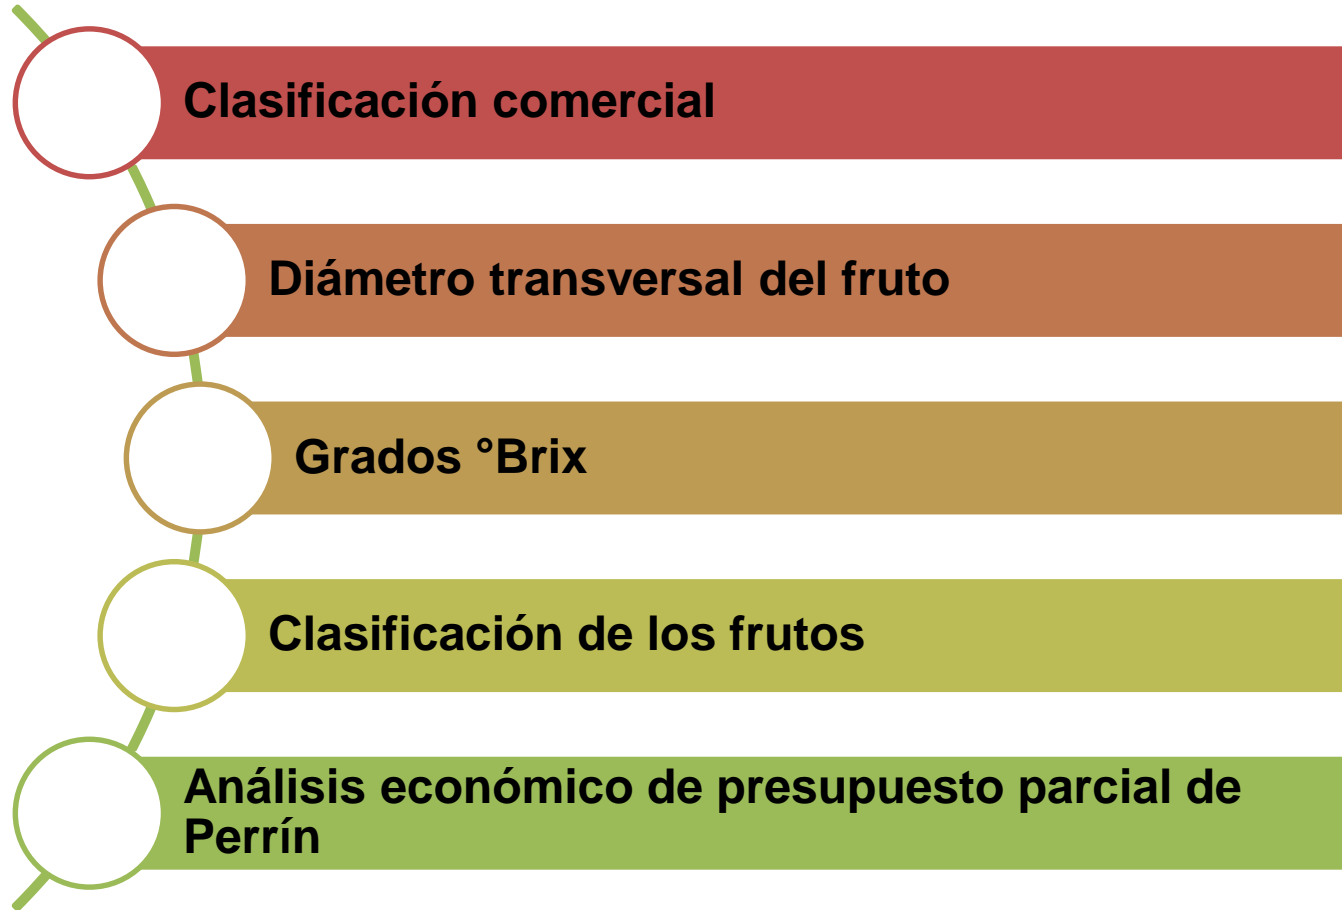 Clasificación comercial
Diámetro transversal del fruto
Grados °Brix
Clasificación de los frutos
Análisis económico de presupuesto parcial de
Perrín